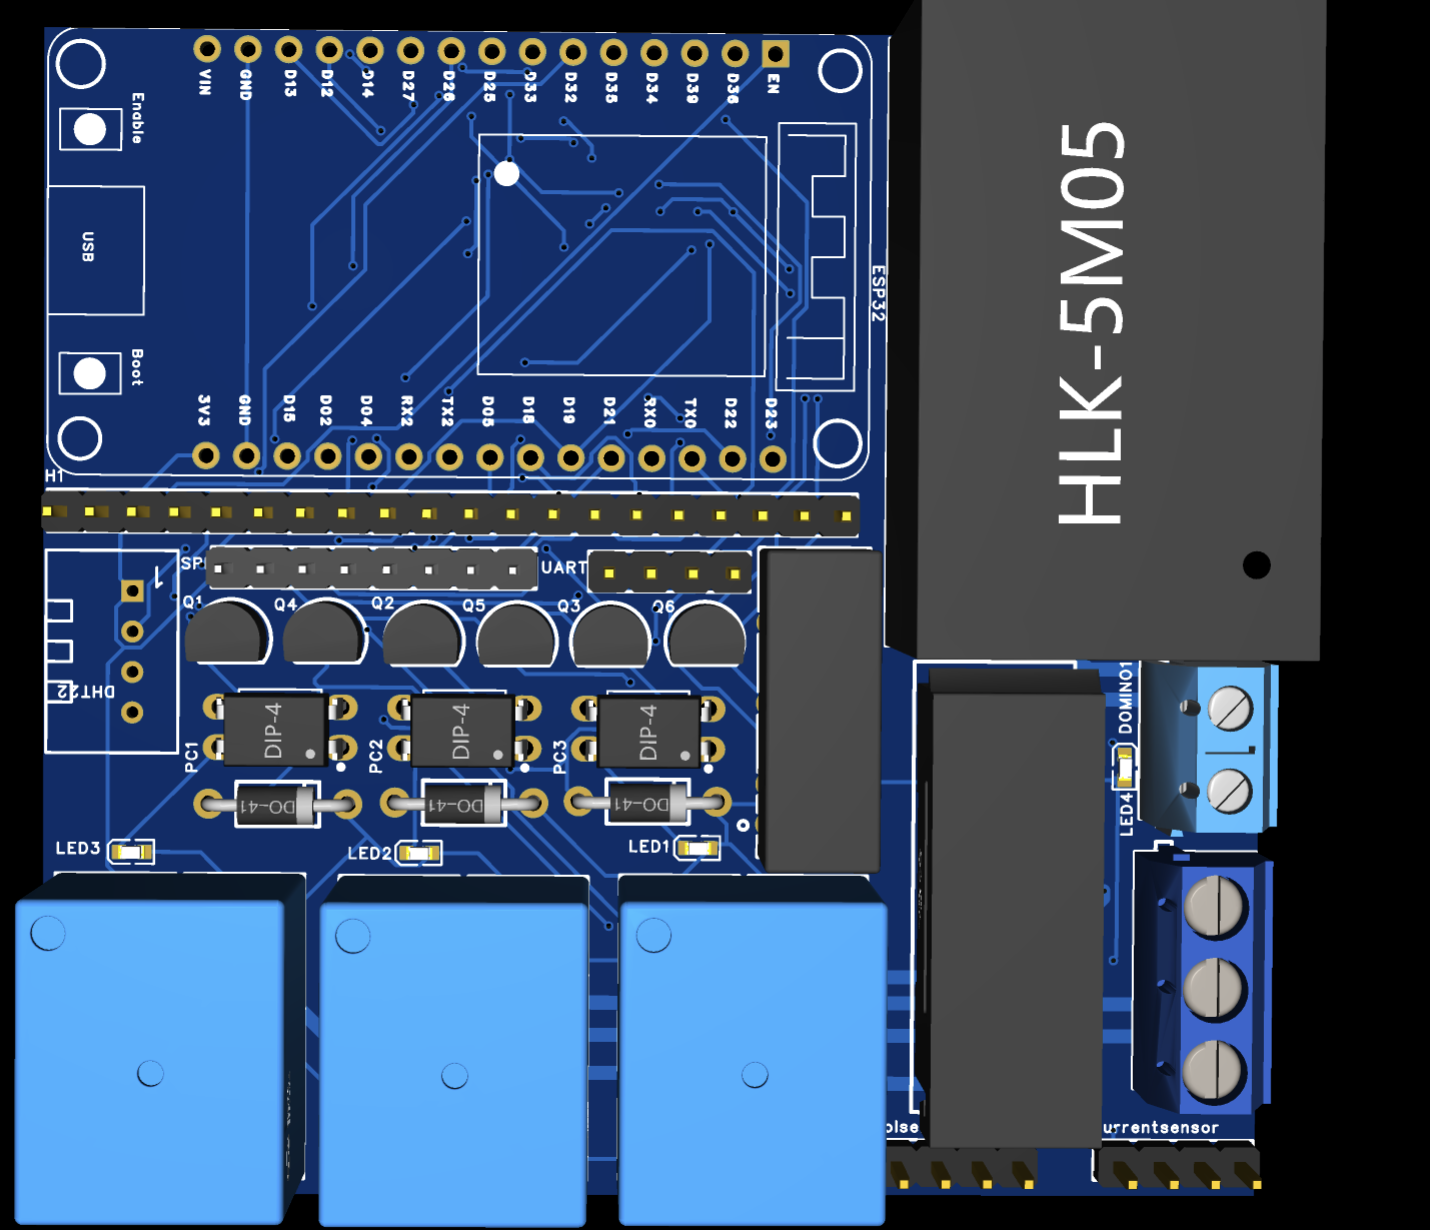 VIN
GND
D13
D12
D14
D27
D26
D25
D33
D32
D35
D34
D39
D36
EN
Enable
USB
Boot
ESP32
HLK-5M05
3V3
GND
D15
D02
D04
RX2
TX2
D05
D18
D19
D21
RX0
TX0
D22
D23
H1
1
SPI
UART
Q1
Q4
Q2
Q5
Q3
Q6
DHT22
DIP-4
DIP-4
DIP-4
PC1
PC2
PC3
DO-41
DO-41
DO-41
LED3
LED2
LED1
DOMINO1
LED4
urrentsensor